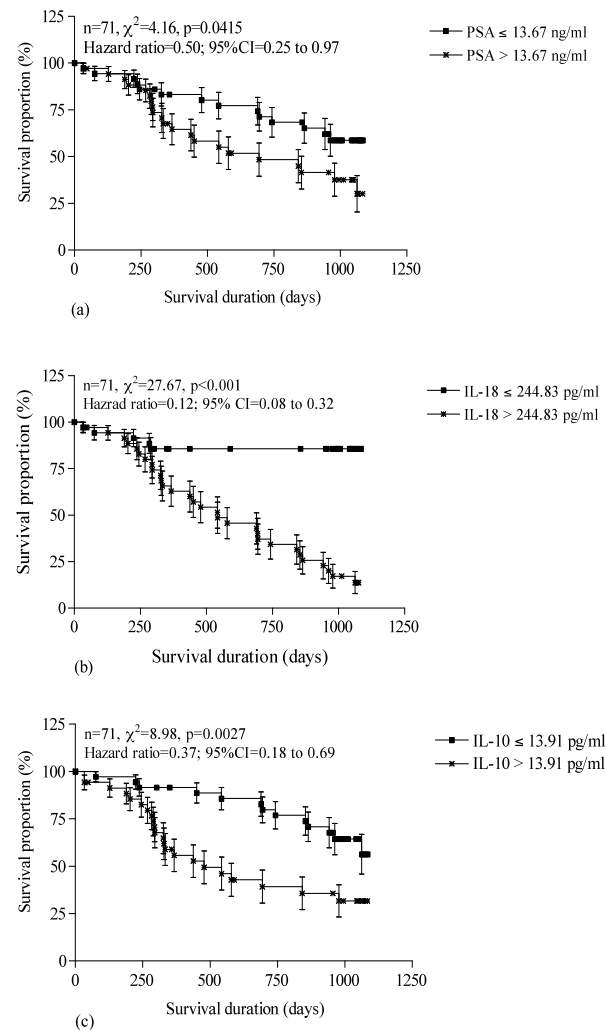 n=71, χ²=4.16, p=0.0415
Hazard ratio=0.50; 95%CI=0.25 to 0.97
PSA ≤ 13.67 ng/ml
PSA > 13.67 ng/ml
Survival proportion (%)
125
100
75
50
25
0
0 250 500 750 1000 1250
Survival duration (days)
(a)
n=71, χ²=27.67, p<0.001
Hazrad ratio=0.12; 95% CI=0.08 to 0.32
IL-18 ≤ 244.83 pg/ml
IL-18 > 244.83 pg/ml
Survival proportion (%)
125
100
75
50
25
0
0 250 500 750 1000 1250
Survival duration (days)
(b)
n=71, χ²=8.98, p=0.0027
Hazard ratio=0.37; 95%CI=0.18 to 0.69
IL-10 ≤ 13.91 pg/ml
IL-10 > 13.91 pg/ml
Survival proportion (%)
125
100
75
50
25
0
0 250 500 750 1000 1250
Survival duration (days)
(c)